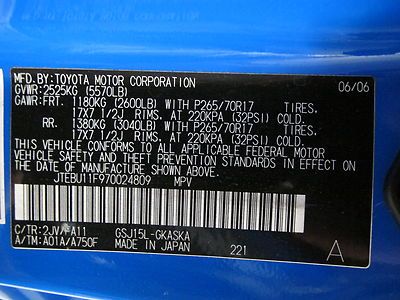 MFD.BY:TOYOTA MOTOR CORPORATION 06/06
GVWR:2525KG (5570LB)
GAWR:FRT. 1180KG (2600LB) WITH P265/70R17 TIRES.
17X7 1/2J RIMS. AT 220KPA (32PSI) COLD
RR. 1380KG (3040LB) WITH P265/70R17 TIRES.
17X7 1/2J RIMS. AT 220KPA (32PSI) COLD
THIS VEHICLE CONFORMS TO ALL APPLICABLE FEDERAL MOTOR
VEHICLE SAFETY AND THEFT PREVENTION STANDARDS IN EFFECT ON
THE DATE OF MANUFACTURE SHOWN ABOVE.
JTEBU11F970024809 MPV
C/TR:2JV/FA11 GSJ15L-GKASKA
A/TM:A01A/A750F MADE IN JAPAN 221 A